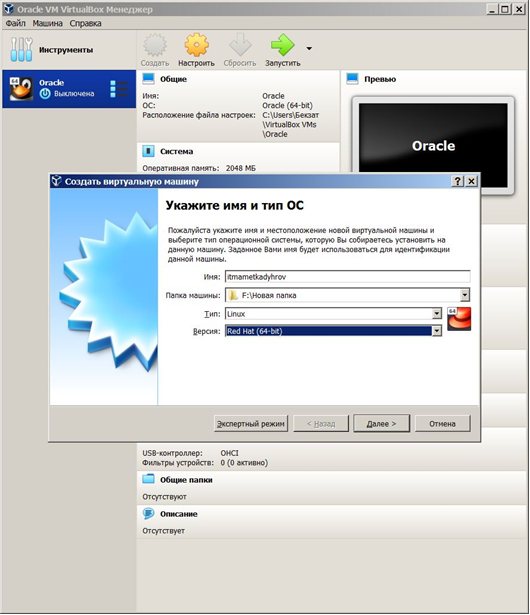 Oracle VM VirtualBox Менеджер
Файл Машина Справка
Инструменты
Создать Настроить Сбросить Запустить
64
Oracle
Выключена
Общие
Имя: Oracle
ОС: Oracle (64-bit)
Расположение файла настроек: C:\Users\Бекзат
\VirtualBox VMs
\Oracle
Система
Оперативная память: 2048 МБ
Превью
Oracle
Создать виртуальную машину
Укажите имя и тип ОС
Пожалуйста укажите имя и местоположение новой виртуальной машины и
выберите тип операционной системы, которую Вы собираетесь установить на
данную машину. Заданное Вами имя будет использоваться для идентификации
данной машины.
Имя: itmametkadyhrov
Папка машины: F:\Новая папка
Тип: Linux
64
Версия: Red Hat (64-bit)
Экспертный режим < Назад Далее > Отмена
USB-контроллер: OHCI
Фильтры устройств: 0 (0 активно)
Общие папки
Отсутствуют
Описание
Отсутствует